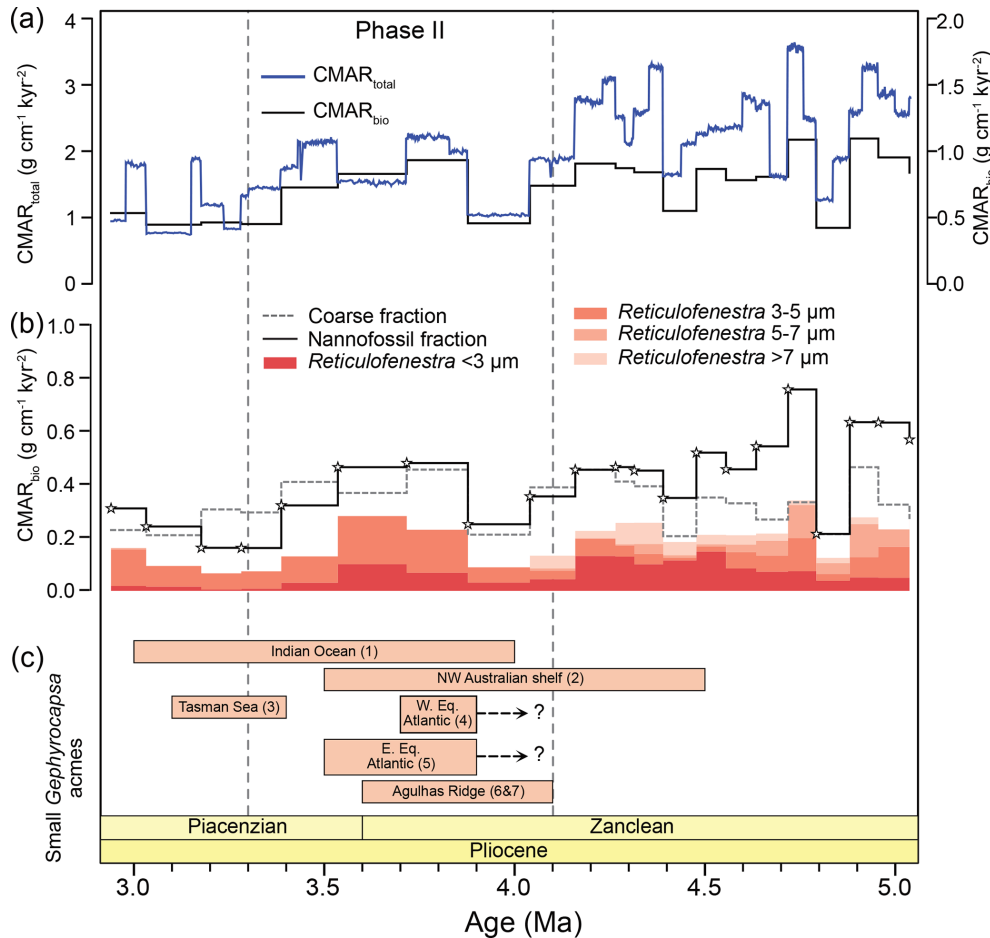 (a)
Phase II
CMARtotal
CMARbio
4
3
2
1
0
CMARtotal (g cm-1 kyr-2)
2.0
1.5
1.0
0.5
0.0
CMARbio (g cm-1 kyr-2)
(b)
Coarse fraction
Nannofossil fraction
Reticulofenestra <3 µm
Reticulofenestra 3-5 µm
Reticulofenestra 5-7 µm
Reticulofenestra >7 µm
1.0
0.8
0.6
0.4
0.2
0.0
CMARbio (g cm-1 kyr-2)
(c)
Small Gephyrocapsa
acmes
Indian Ocean (1)
NW Australian shelf (2)
Tasman Sea (3)
W. Eq.
Atlantic (4)
?
E. Eq.
Atlantic (5)
?
Agulhas Ridge (6&7)
Piacenzian
Zanclean
Pliocene
3.0
3.5
4.0
4.5
5.0
Age (Ma)